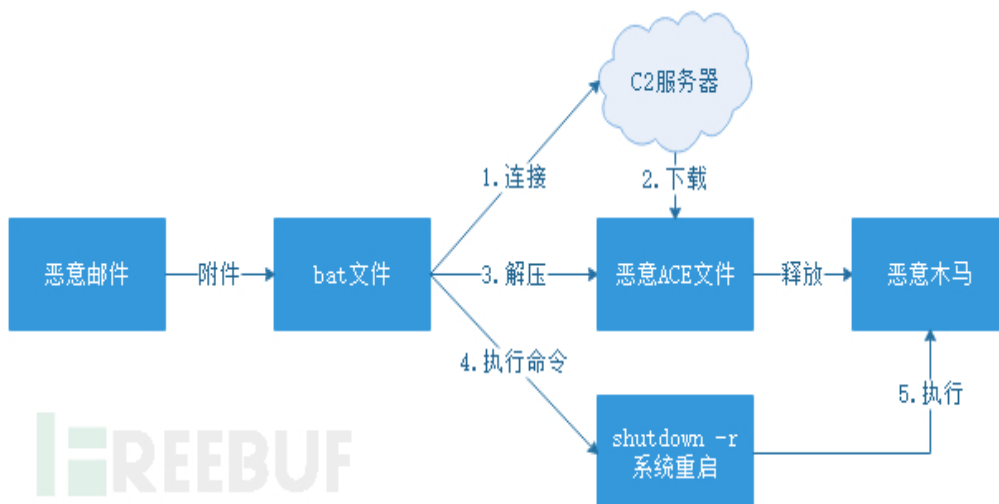 C2服务器
1.连接
2.下载
恶意邮件
附件
bat文件
3.解压
恶意ACE文件
释放
恶意木马
4.执行命令
5.执行
shutdown -r
系统重启
REEBUF